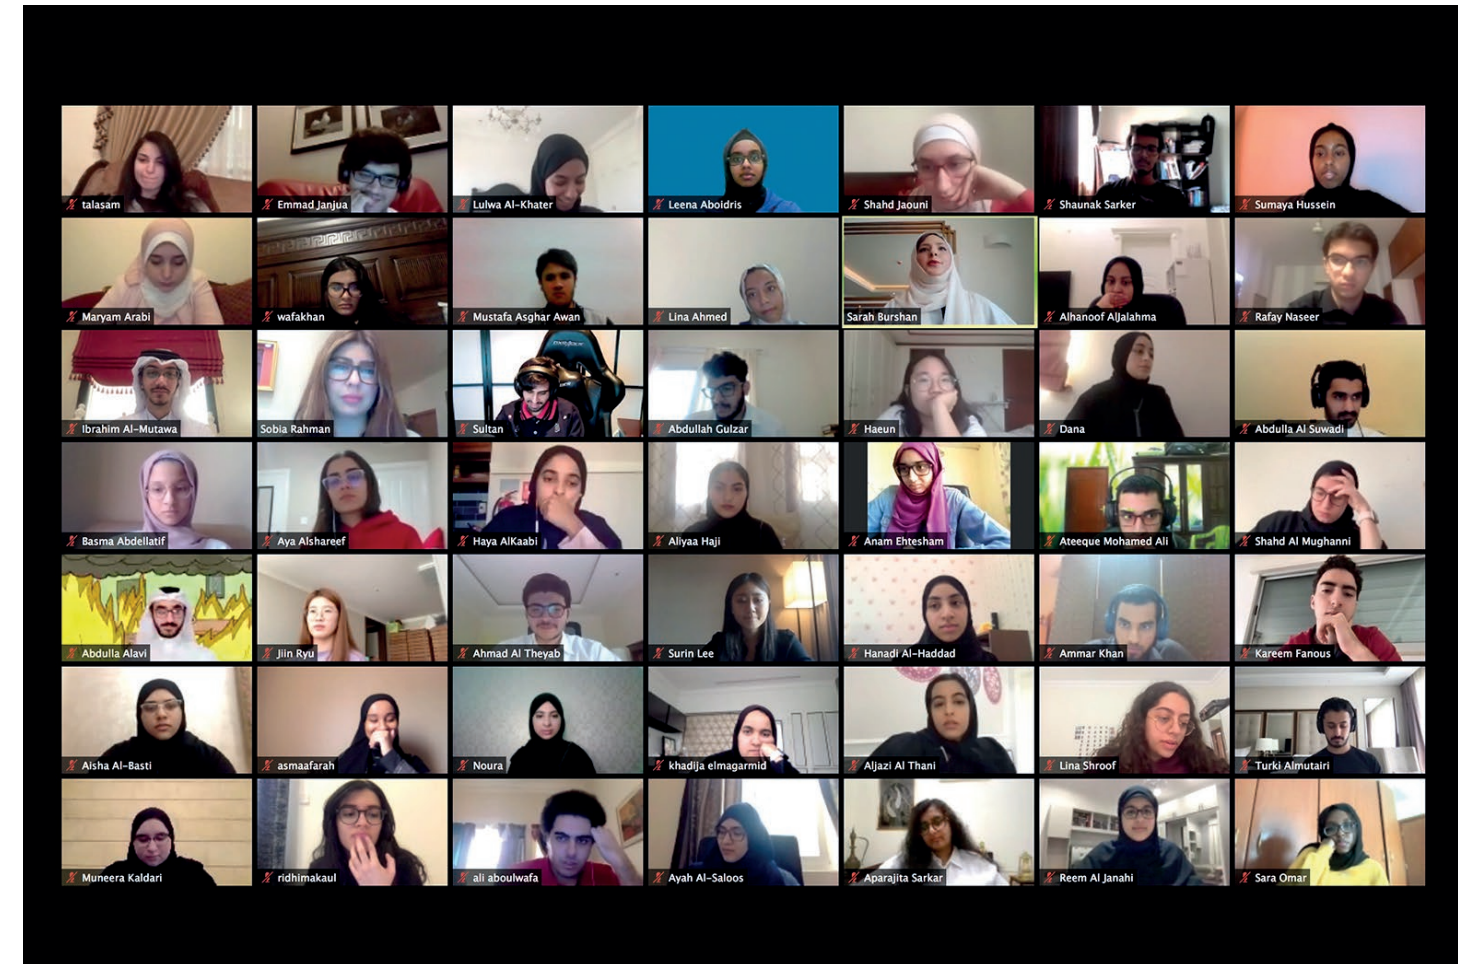 talasam
Emmad Janjua
Lulwa Al-Khater
Leena Aboidris
Shahd Jaouni
Shaunak Sarker
Sumaya Hussein
Maryam Arabi
wafakhan
Mustafa Asghar Awan
Lina Ahmed
Sarah Burshan
Alhanoof AlJalahma
Rafay Naseer
Ibrahim Al-Mutawa
Sobia Rahman
Sultan
Abdullah Gulzar
Haeun
Dana
Abdulla Al Suwadi
Basma Abdellatif
Aya Alshareef
Haya AlKaabi
Aliyaa Haji
Anam Ehtesham
Ateeque Mohamed Ali
Shahd Al Mughanni
Abdulla Alavi
Jiin Ryu
Ahmad Al Theyab
Surin Lee
Hanadi Al-Haddad
Ammar Khan
Kareem Fanous
Aisha Al-Basti
asmaafarah
Noura
khadija elmagarmid
Aljazi Al Thani
Lina Shroof
Turki Almutairi
Muneera Kaldari
ridhimakaul
ali aboulwafa
Ayah Al-Saloos
Aparajita Sarkar
Reem Al Janahi
Sara Omar